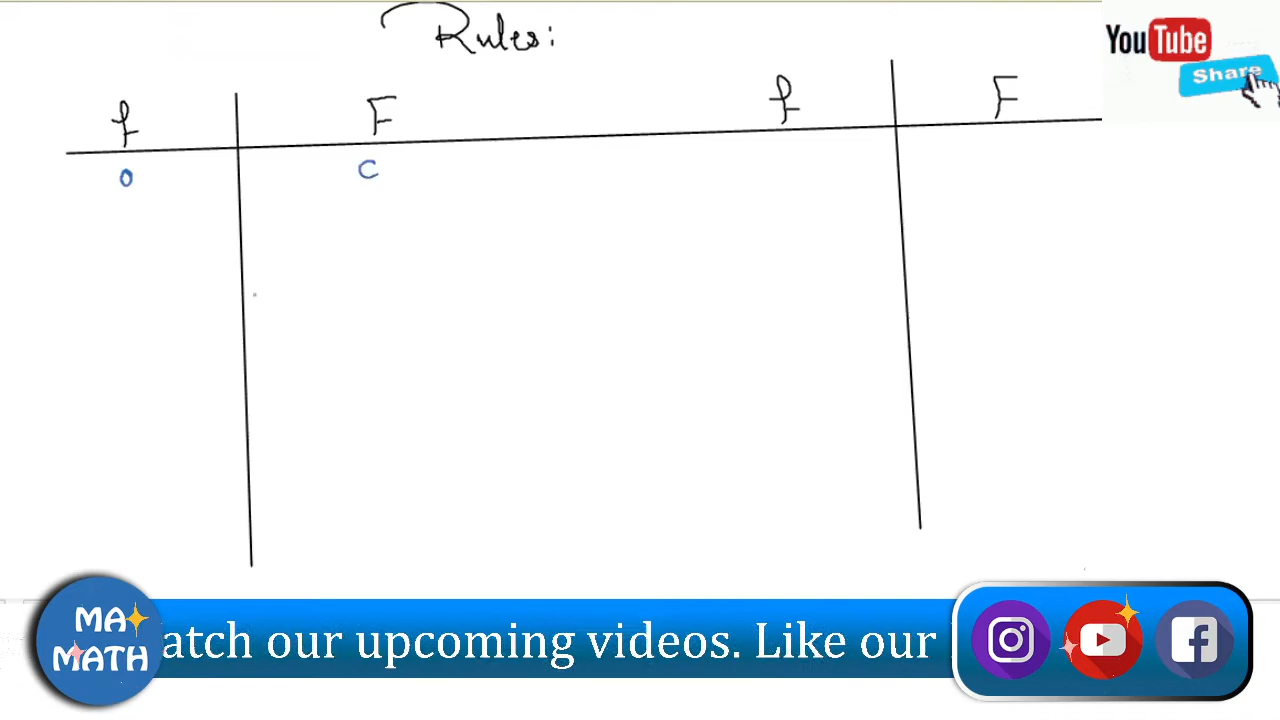 Rules:
YouTube
Share
f F f F
0 C
MA MATH
atch our upcoming videos. Like our